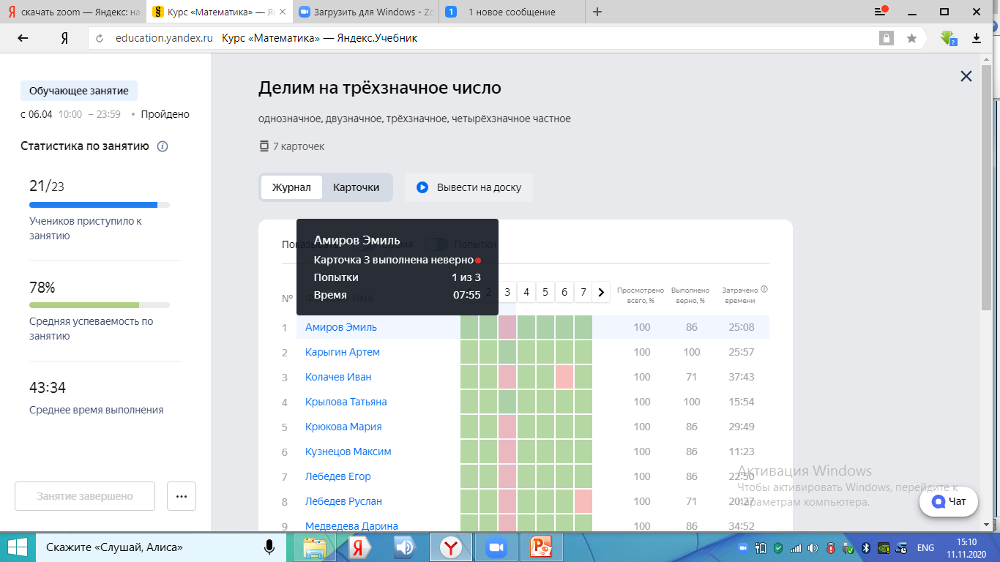 скачать zoom — Яндекс: на
Курс «Математика» — Ян
Загрузить для Windows - Zo
1 новое сообщение
education.yandex.ru Курс «Математика» — Яндекс.Учебник
Обучающее занятие
с 06.04 10:00 – 23:59 • Пройдено
Статистика по занятию
21/23
Учеников приступило к
занятию
78%
Средняя успеваемость по
занятию
43:34
Среднее время выполнения
Занятие завершено
Делим на трёхзначное число
однозначное, двузначное, трёхзначное, четырёхзначное частное
7 карточек
Журнал Карточки Вывести на доску
Показывать Время Попытки
Амиров Эмиль
Карточка 3 выполнена неверно
Попытки 1 из 3
Время 07:55
№ Имя 2 3 4 5 6 7 Просмотрено всего, % Выполнено верно, % Затрачено времени
1 Амиров Эмиль 100 86 25:08
2 Карыгин Артем 100 100 25:57
3 Колачев Иван 100 71 37:43
4 Крылова Татьяна 100 100 15:54
5 Крюкова Мария 100 86 29:49
6 Кузнецов Максим 100 86 11:23
7 Лебедев Егор 100 86 22:50
8 Лебедев Руслан 100 71 20:27
9 Медведева Дарина 100 86 34:52
Активация Windows
Чтобы активировать Windows, перейдите к
параметрам компьютера.
Чат
Скажите «Слушай, Алиса»
ENG
15:10
11.11.2020